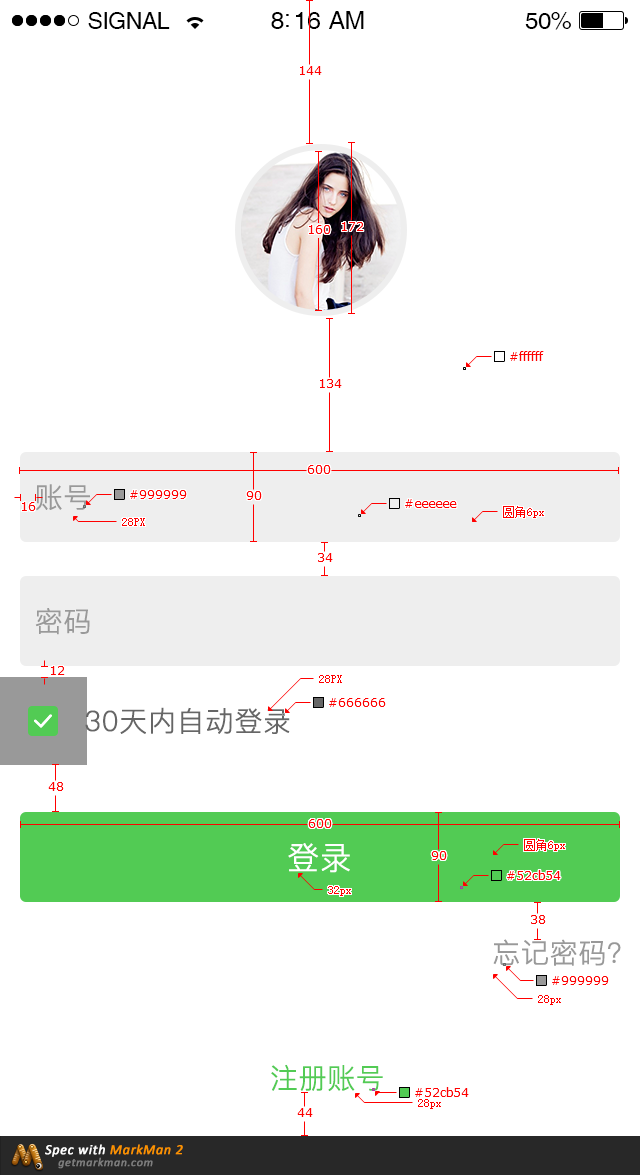 SIGNAL 8:16 AM 50%
144
160 172
#ffffff
134
600
账号 #999999 90 #eeeeee 圆角6px
16
28PX
34
密码
12
28PX
#666666
30天内自动登录
48
600
圆角6px
登录 90
#52cb54
32px
38
忘记密码?
#999999
28px
注册账号
#52cb54
28px
44
Spec with MarkMan 2
getmarkman.com